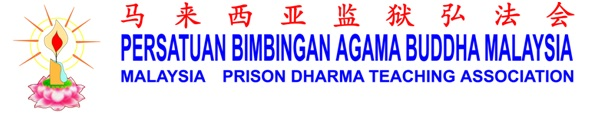 马来西亚监狱弘法会
PERSATUAN BIMBINGAN AGAMA BUDDHA MALAYSIA
MALAYSIA PRISON DHARMA TEACHING ASSOCIATION